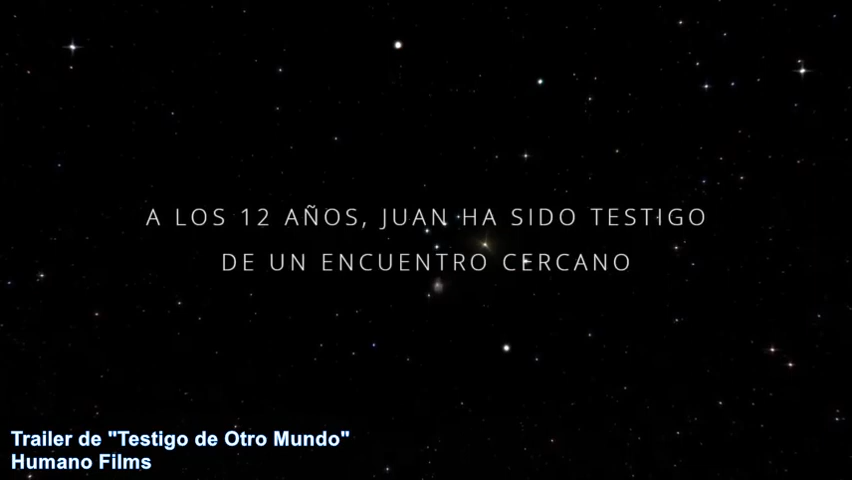 A LOS 12 AÑOS, JUAN HA SIDO TESTIGO
DE UN ENCUENTRO CERCANO
Trailer de "Testigo de Otro Mundo"
Humano Films